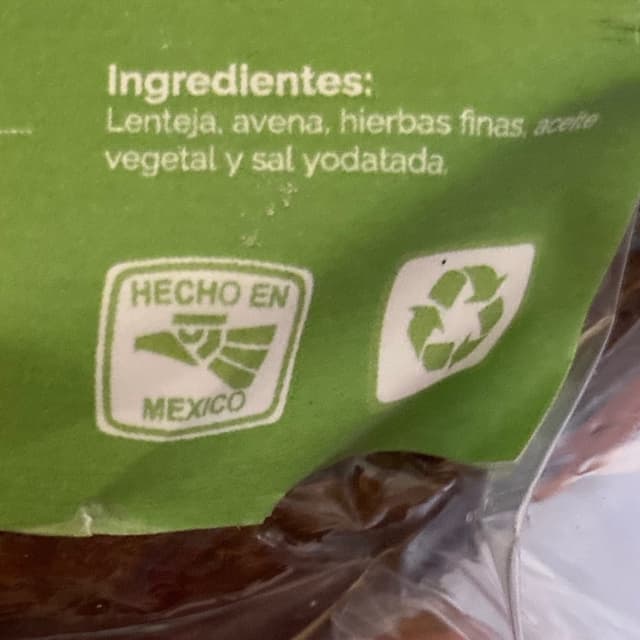 Ingredientes:
Lenteja, avena, hierbas finas, aceite
vegetal y sal yodatada.
HECHO EN
MEXICO